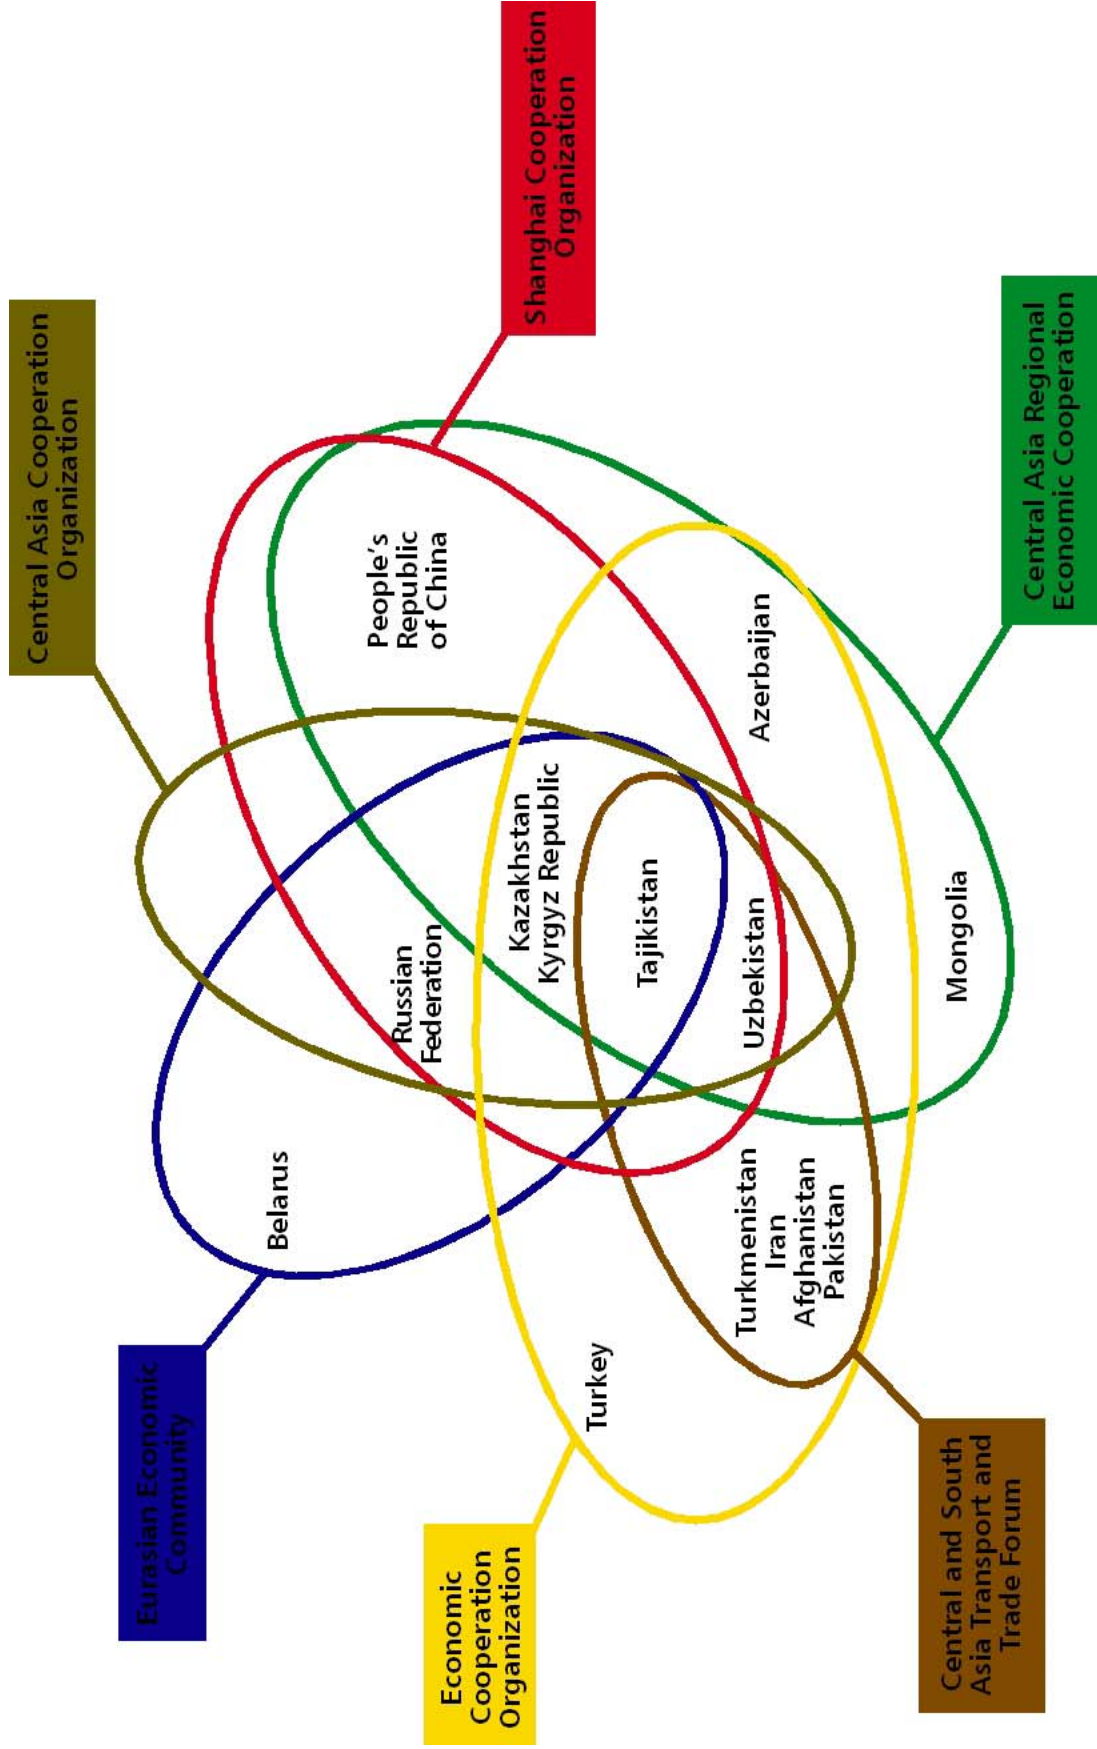 Eurasian Economic
Community
Central Asia Cooperation
Organization
Shanghai Cooperation
Organization
Belarus
Russian
Federation
People's
Republic
of China
Economic
Cooperation
Organization
Kazakhstan
Kyrgyz Republic
Turkey
Tajikistan
Turkmenistan
Iran
Afghanistan
Pakistan
Uzbekistan
Azerbaijan
Mongolia
Central and South
Asia Transport and
Trade Forum
Central Asia Regional
Economic Cooperation